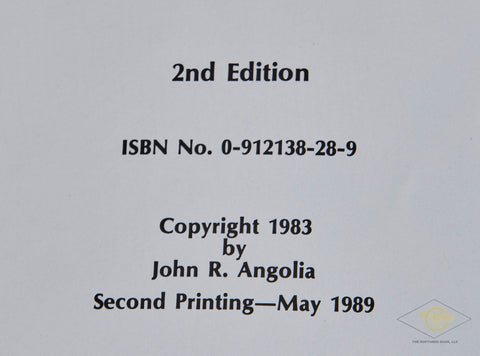 2nd Edition
ISBN No. 0-912138-28-9
Copyright 1983
by
John R. Angolia
Second Printing—May 1989